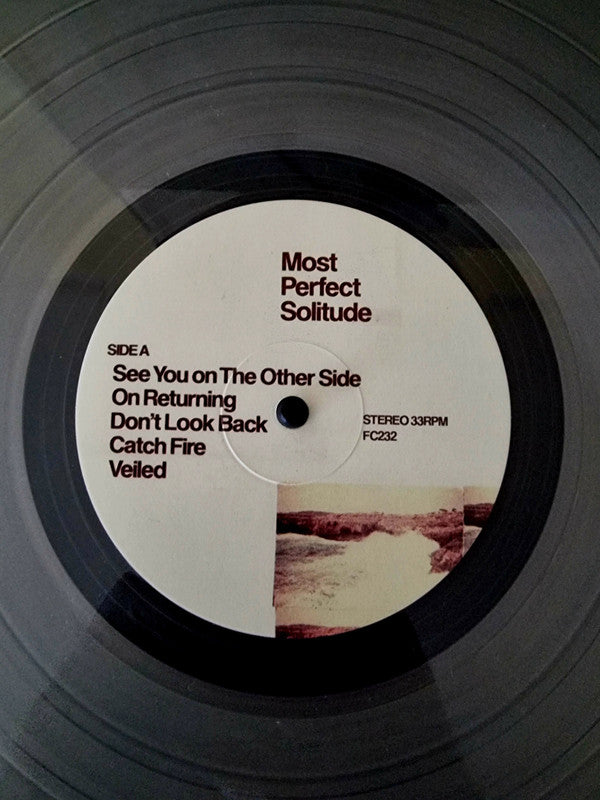 Most
Perfect
Solitude
SIDE A
See You on The Other Side
On Returning
Don't Look Back
Catch Fire
Veiled
STEREO 33RPM
FC232